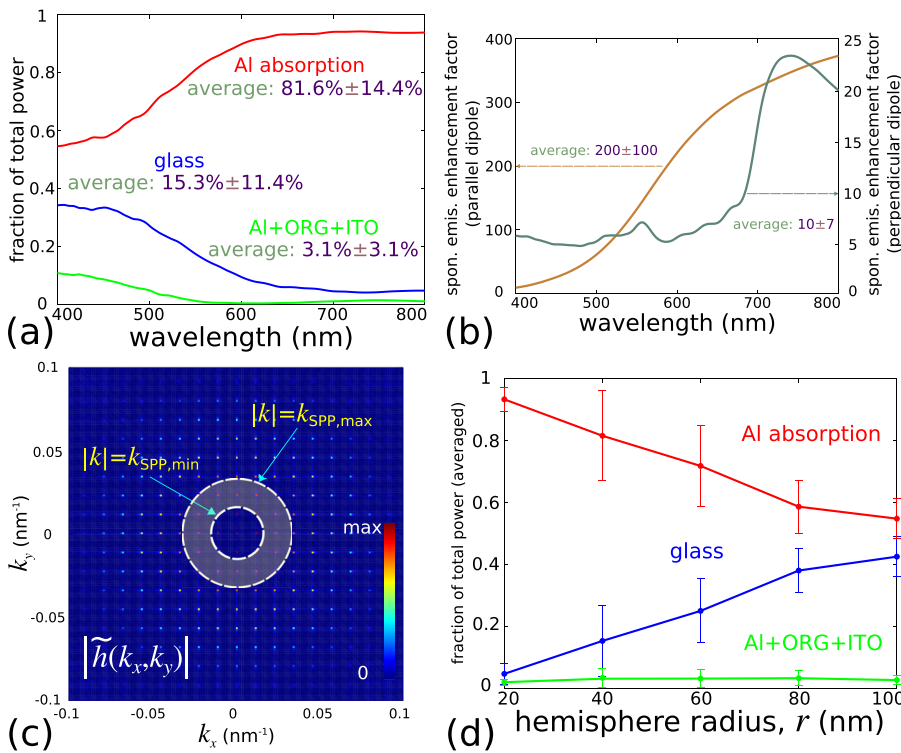 1
0.8
0.6
0.4
0.2
0
fraction of total power
Al absorption
average: 81.6%±14.4%
glass
average: 15.3%±11.4%
Al+ORG+ITO
average: 3.1%±3.1%
400
500
600
700
800
wavelength (nm)
(a)
400
300
200
100
0
spon. emis. enhancement factor
(parallel dipole)
average: 200±100
average: 10±7
25
20
15
10
5
0
spon. emis. enhancement factor
(perpendicular dipole)
400
500
600
700
800
wavelength (nm)
(b)
0.1
0.05
0
-0.05
-0.1
ky (nm-1)
|k|=kSPP,max
|k|=kSPP,min
max
0
|h̃(kx,ky)|
-0.1
-0.05
0
0.05
0.1
kx (nm-1)
(c)
1
0.8
0.6
0.4
0.2
0
fraction of total power (averaged)
Al absorption
glass
Al+ORG+ITO
20
40
60
80
100
hemisphere radius, r (nm)
(d)